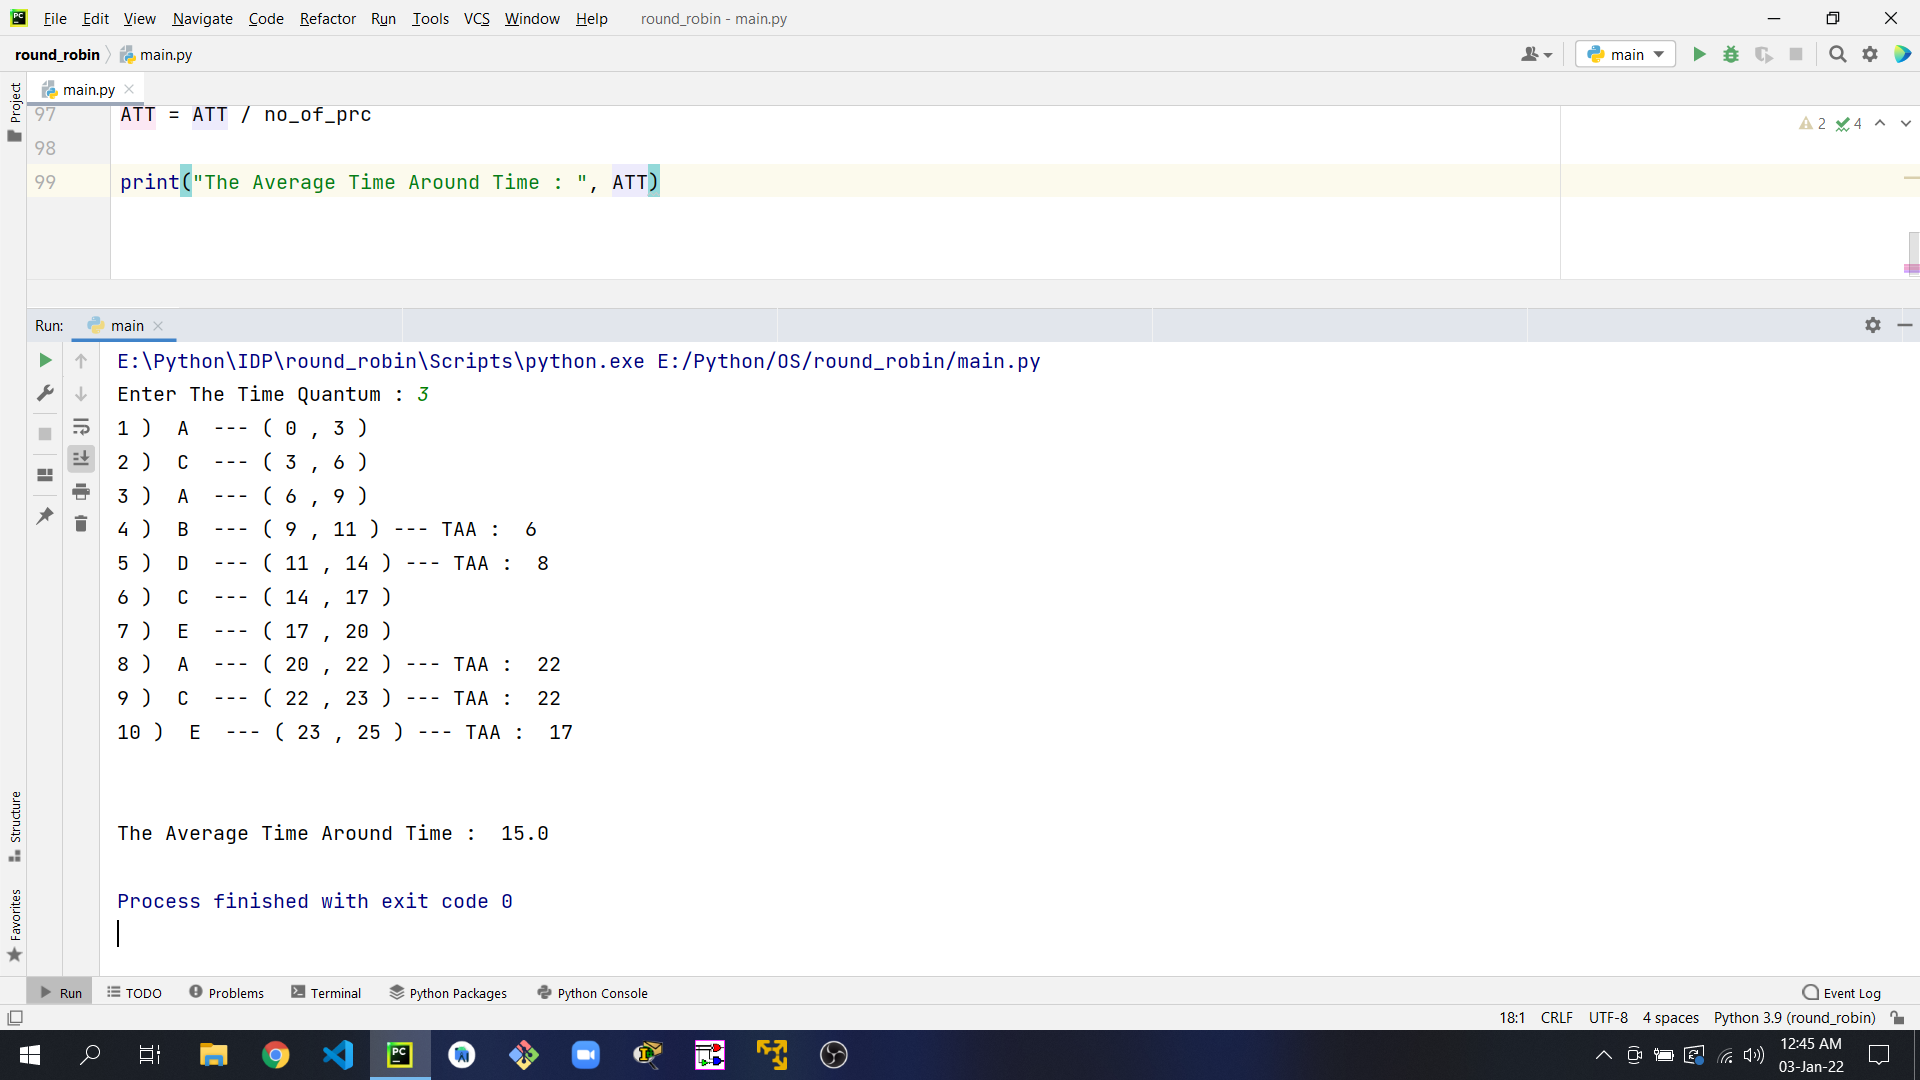 File Edit View Navigate Code Refactor Run Tools VCS Window Help round_robin - main.py
round_robin main.py main
Project
main.py
97 ATT = ATT / no_of_prc
98
99 print("The Average Time Around Time : ", ATT)
2 4
Run: main
E:\Python\IDP\round_robin\Scripts\python.exe E:/Python/OS/round_robin/main.py
Enter The Time Quantum : 3
1 ) A --- ( 0 , 3 )
2 ) C --- ( 3 , 6 )
3 ) A --- ( 6 , 9 )
4 ) B --- ( 9 , 11 ) --- TAA : 6
5 ) D --- ( 11 , 14 ) --- TAA : 8
6 ) C --- ( 14 , 17 )
7 ) E --- ( 17 , 20 )
8 ) A --- ( 20 , 22 ) --- TAA : 22
9 ) C --- ( 22 , 23 ) --- TAA : 22
10 ) E --- ( 23 , 25 ) --- TAA : 17
The Average Time Around Time : 15.0
Process finished with exit code 0
Structure
Favorites
Run TODO Problems Terminal Python Packages Python Console Event Log
18:1 CRLF UTF-8 4 spaces Python 3.9 (round_robin)
12:45 AM
03-Jan-22